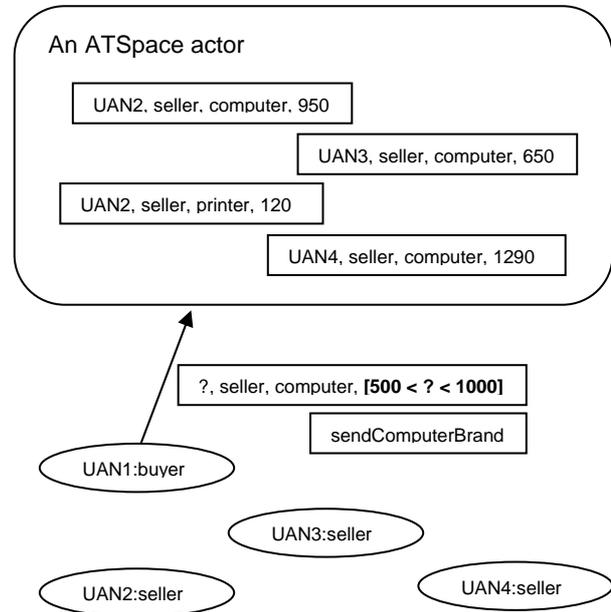 An ATSpace actor
UAN2, seller, computer, 950
UAN3, seller, computer, 650
UAN2, seller, printer, 120
UAN4, seller, computer, 1290
?, seller, computer, [500 < ? < 1000]
sendComputerBrand
UAN1:buyer
UAN3:seller
UAN2:seller
UAN4:seller